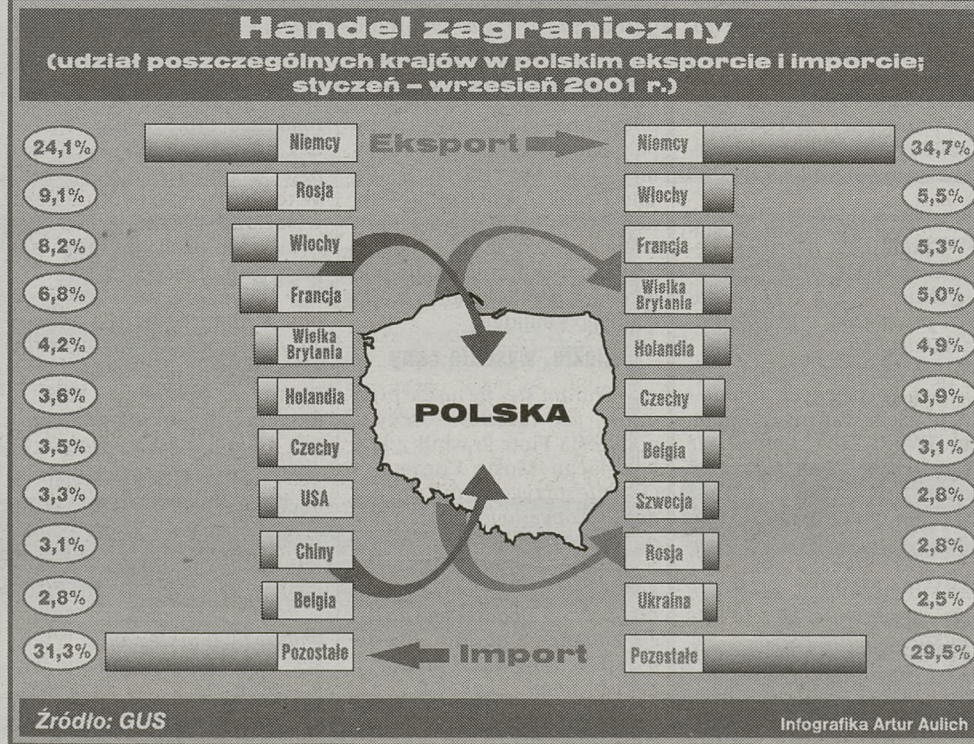 Handel zagraniczny
(udział poszczególnych krajów w polskim eksporcie i imporcie;
styczeń – wrzesień 2001 r.)
24,1% Niemcy Eksport Niemcy 34,7%
9,1% Rosja Włochy 5,5%
8,2% Włochy Francja 5,3%
6,8% Francja Wielka Brytania 5,0%
4,2% Wielka Brytania Holandia 4,9%
3,6% Holandia POLSKA Czechy 3,9%
3,5% Czechy Belgia 3,1%
3,3% USA Szwecja 2,8%
3,1% Chiny Rosja 2,8%
2,8% Belgia Ukraina 2,5%
31,3% Pozostałe Import Pozostałe 29,5%
Źródło: GUS Infografika Artur Aulich